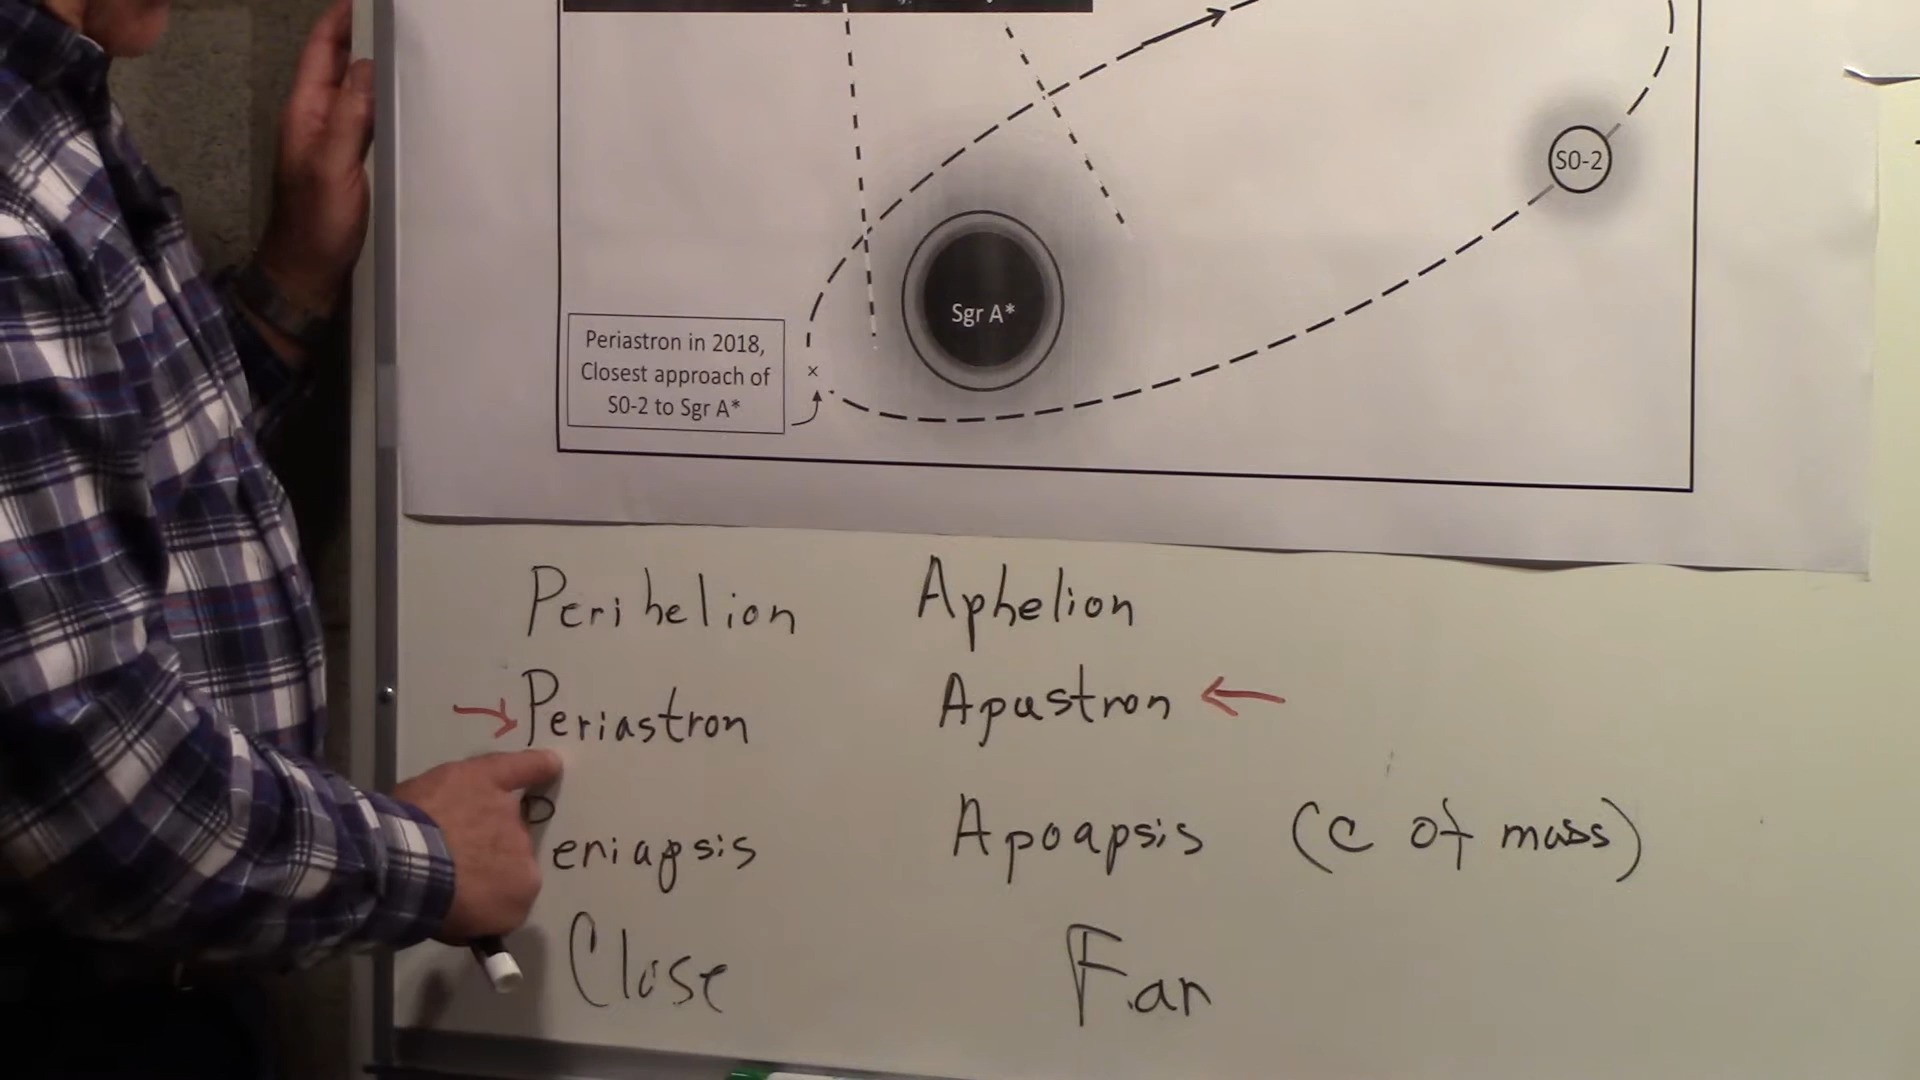 S0-2
Sgr A*
Periastron in 2018,
Closest approach of
S0-2 to Sgr A*
Perihelion Aphelion
Periastron Apastron
Periapsis Apoapsis (C of mass)
Close Far